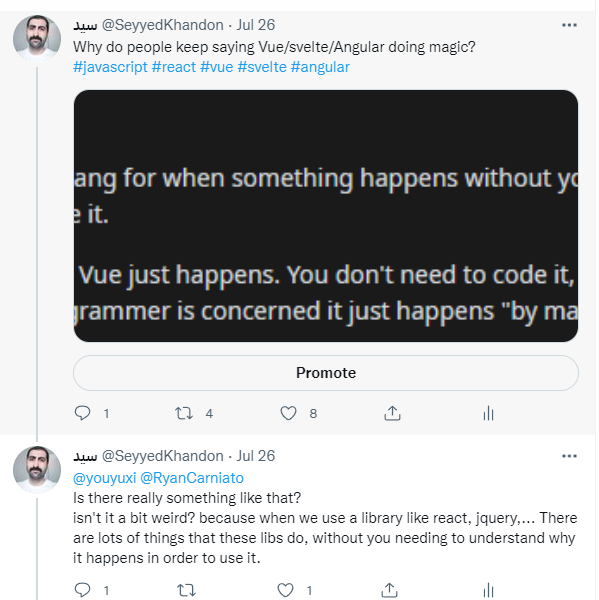 سید @SeyyedKhandon · Jul 26
Why do people keep saying Vue/svelte/Angular doing magic?
#javascript #react #vue #svelte #angular
ang for when something happens without yo
e it.
Vue just happens. You don't need to code it,
grammer is concerned it just happens "by ma
Promote
1 4 8
سید @SeyyedKhandon · Jul 26
@youyuxi @RyanCarniato
Is there really something like that?
isn't it a bit weird? because when we use a library like react, jquery,... There
are lots of things that these libs do, without you needing to understand why
it happens in order to use it.
1 1